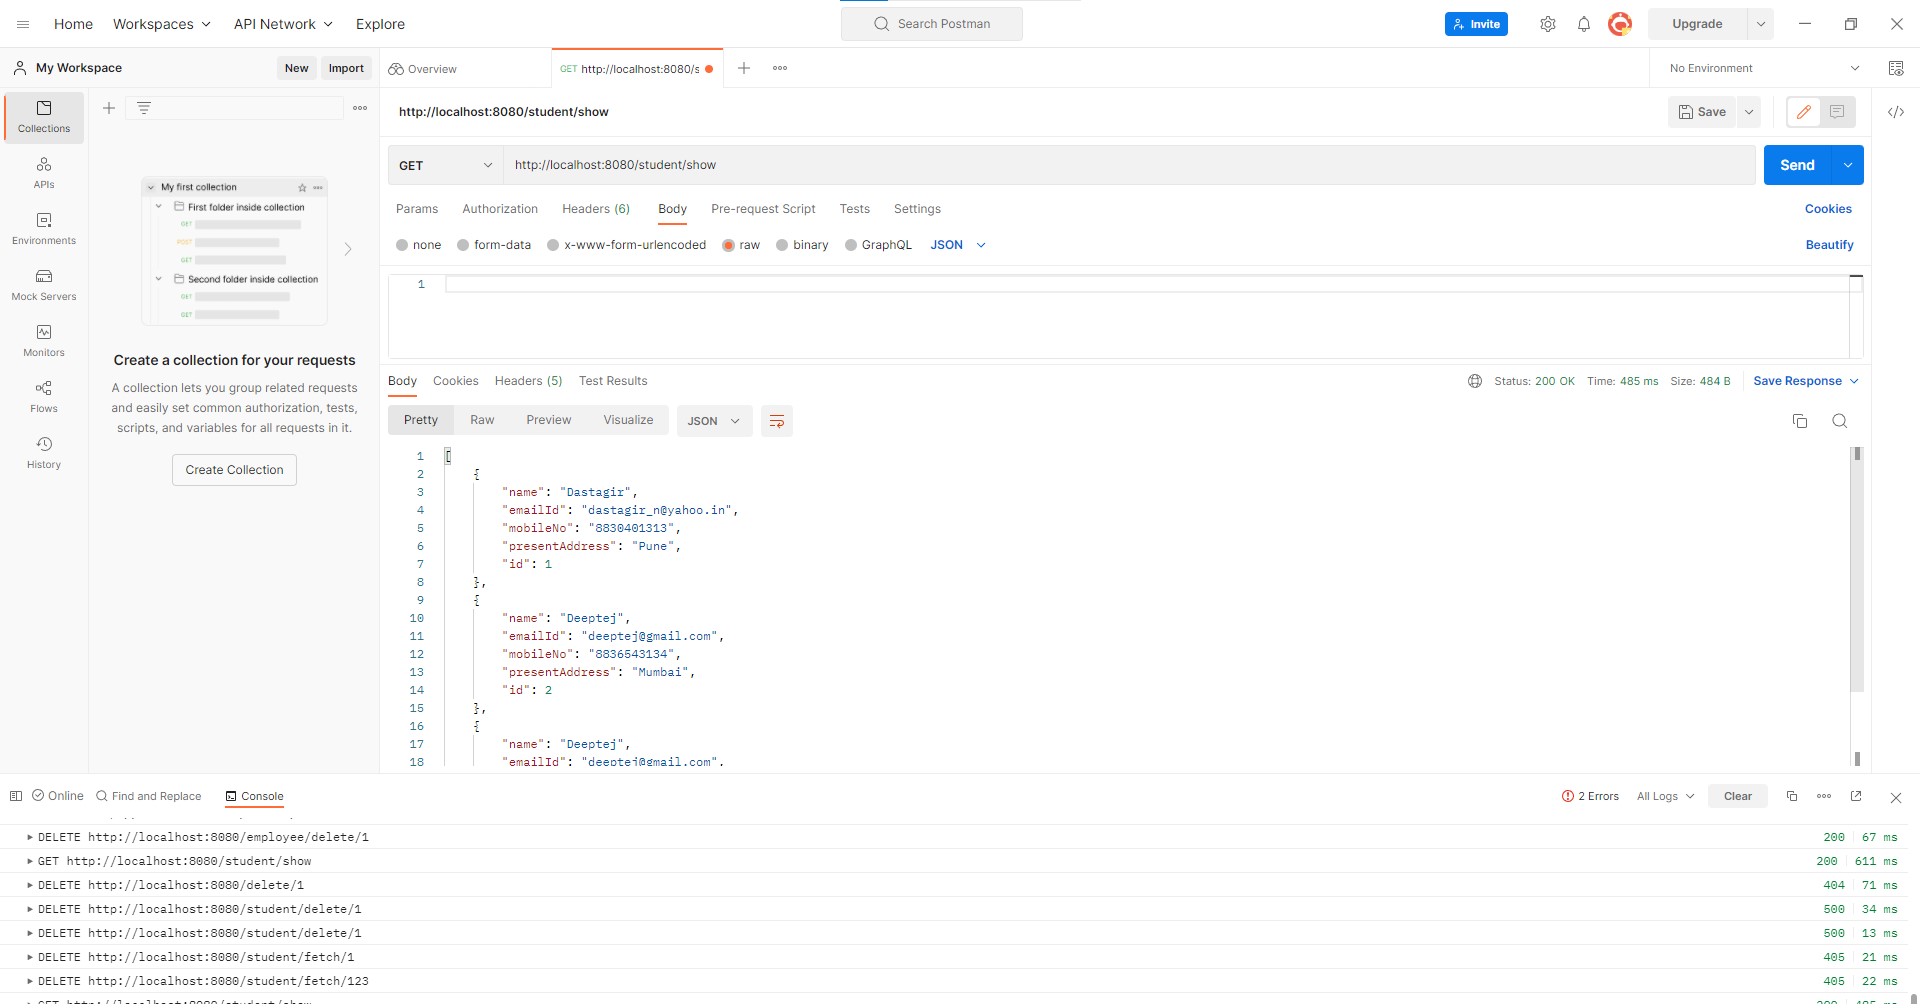 Home Workspaces API Network Explore Search Postman Invite Upgrade
My Workspace New Import Overview GET http://localhost:8080/s No Environment
http://localhost:8080/student/show Save
Collections
APIs
Environments
Mock Servers
Monitors
Flows
History
My first collection
First folder inside collection
GET
POST
GET
Second folder inside collection
GET
GET
Create a collection for your requests
A collection lets you group related requests
and easily set common authorization, tests,
scripts, and variables for all requests in it.
Create Collection
GET http://localhost:8080/student/show Send
Params Authorization Headers (6) Body Pre-request Script Tests Settings Cookies
none form-data x-www-form-urlencoded raw binary GraphQL JSON Beautify
1
Body Cookies Headers (5) Test Results Status: 200 OK Time: 485 ms Size: 484 B Save Response
Pretty Raw Preview Visualize JSON
1 [
2 {
3 "name": "Dastagir",
4 "emailId": "dastagir_n@yahoo.in",
5 "mobileNo": "8830401313",
6 "presentAddress": "Pune",
7 "id": 1
8 },
9 {
10 "name": "Deeptej",
11 "emailId": "deeptej@gmail.com",
12 "mobileNo": "8836543134",
13 "presentAddress": "Mumbai",
14 "id": 2
15 },
16 {
17 "name": "Deeptej",
18 "emailId": "deeptej@gmail.com",
Online Find and Replace Console 2 Errors All Logs Clear
DELETE http://localhost:8080/employee/delete/1 200 67 ms
GET http://localhost:8080/student/show 200 611 ms
DELETE http://localhost:8080/delete/1 404 71 ms
DELETE http://localhost:8080/student/delete/1 500 34 ms
DELETE http://localhost:8080/student/delete/1 500 13 ms
DELETE http://localhost:8080/student/fetch/1 405 21 ms
DELETE http://localhost:8080/student/fetch/123 405 22 ms
GET http://localhost:8080/student/show 200 485 ms